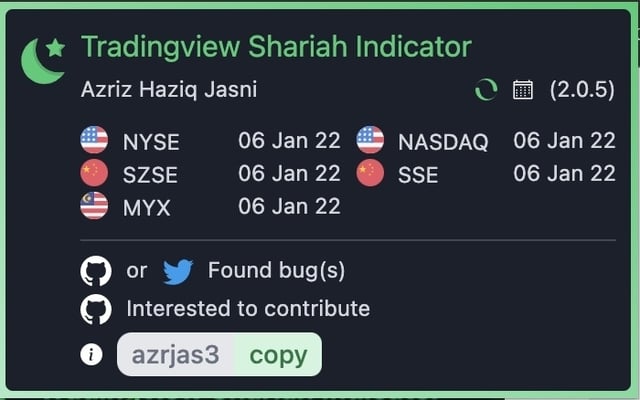 Tradingview Shariah Indicator
Azriz Haziq Jasni (2.0.5)
NYSE 06 Jan 22 NASDAQ 06 Jan 22
SZSE 06 Jan 22 SSE 06 Jan 22
MYX 06 Jan 22
or Found bug(s)
Interested to contribute
azrjas3 copy